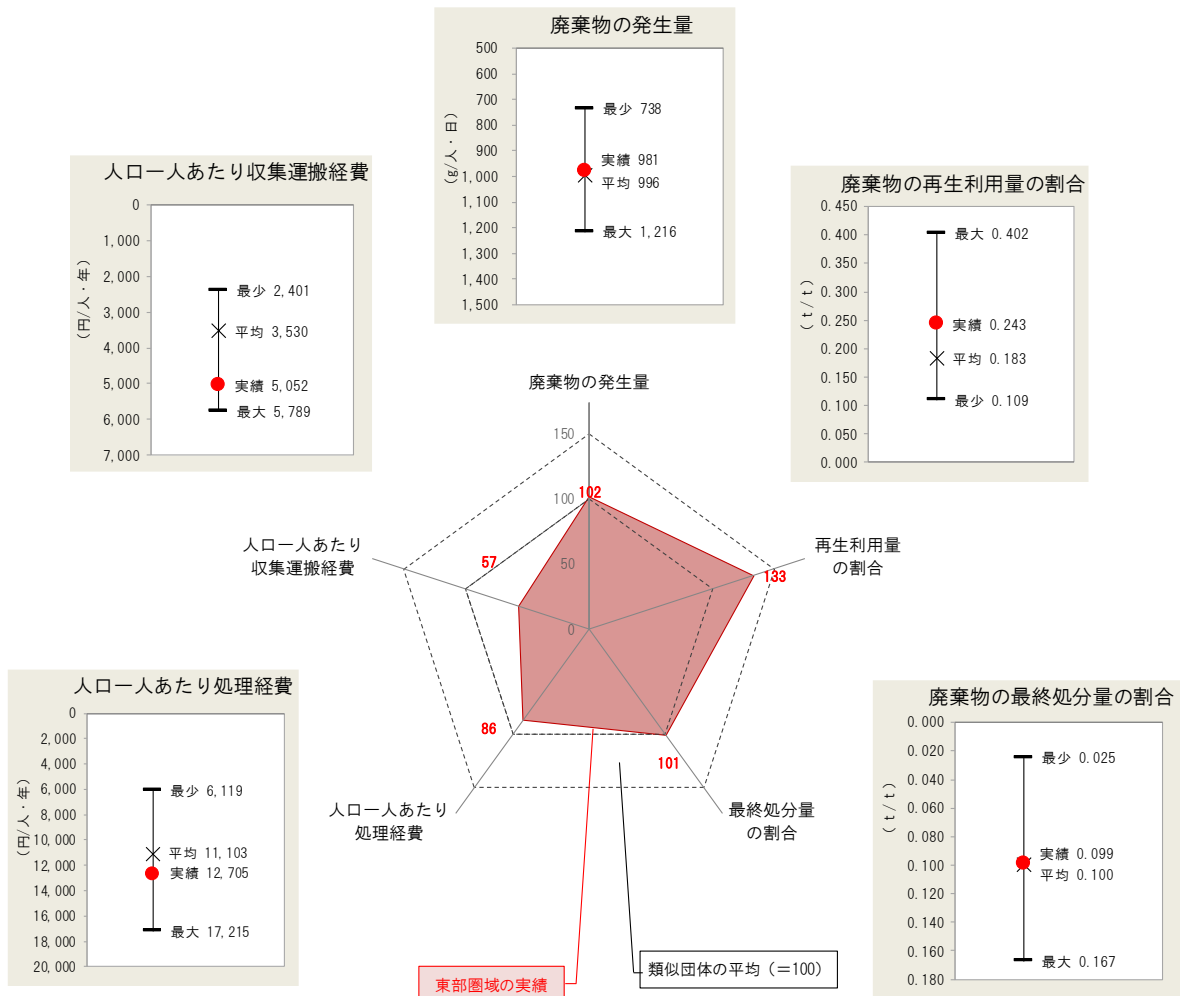 廃棄物の発生量
(g/人・日)
500
600
700
800
900
1,000
1,100
1,200
1,300
1,400
1,500
最少 738
実績 981
平均 996
最大 1,216
人口一人あたり収集運搬経費
(円/人・年)
0
1,000
2,000
3,000
4,000
5,000
6,000
7,000
最少 2,401
平均 3,530
実績 5,052
最大 5,789
廃棄物の再生利用量の割合
(t/t)
0.450
0.400
0.350
0.300
0.250
0.200
0.150
0.100
0.050
0.000
最大 0.402
実績 0.243
平均 0.183
最少 0.109
廃棄物の発生量
150
100
50
0
102
133
101
86
57
再生利用量
の割合
最終処分量
の割合
人口一人あたり
処理経費
人口一人あたり
収集運搬経費
人口一人あたり処理経費
(円/人・年)
0
2,000
4,000
6,000
8,000
10,000
12,000
14,000
16,000
18,000
20,000
最少 6,119
平均 11,103
実績 12,705
最大 17,215
廃棄物の最終処分量の割合
(t/t)
0.000
0.020
0.040
0.060
0.080
0.100
0.120
0.140
0.160
0.180
最少 0.025
実績 0.099
平均 0.100
最大 0.167
類似団体の平均（＝100）
東部圏域の実績